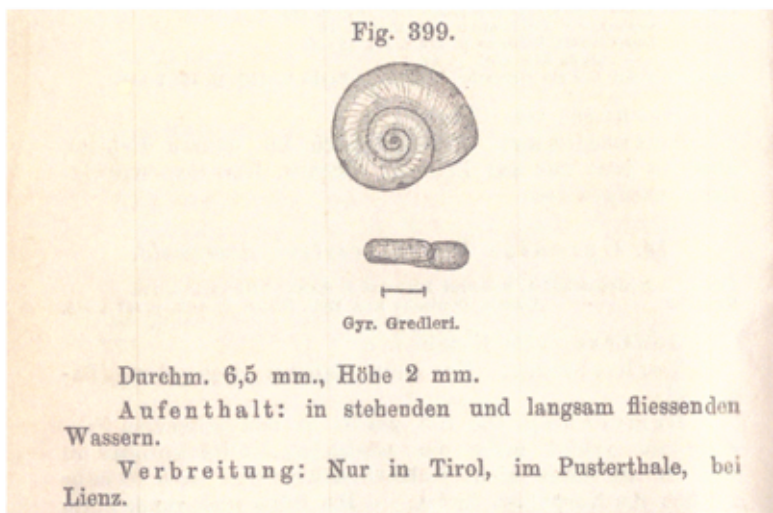 Fig. 399.
Gyr. Gredleri.
Durchm. 6,5 mm., Höhe 2 mm.
Aufenthalt: in stehenden und langsam fliessenden
Wassern.
Verbreitung: Nur in Tirol, im Pusterthale, bei
Lienz.